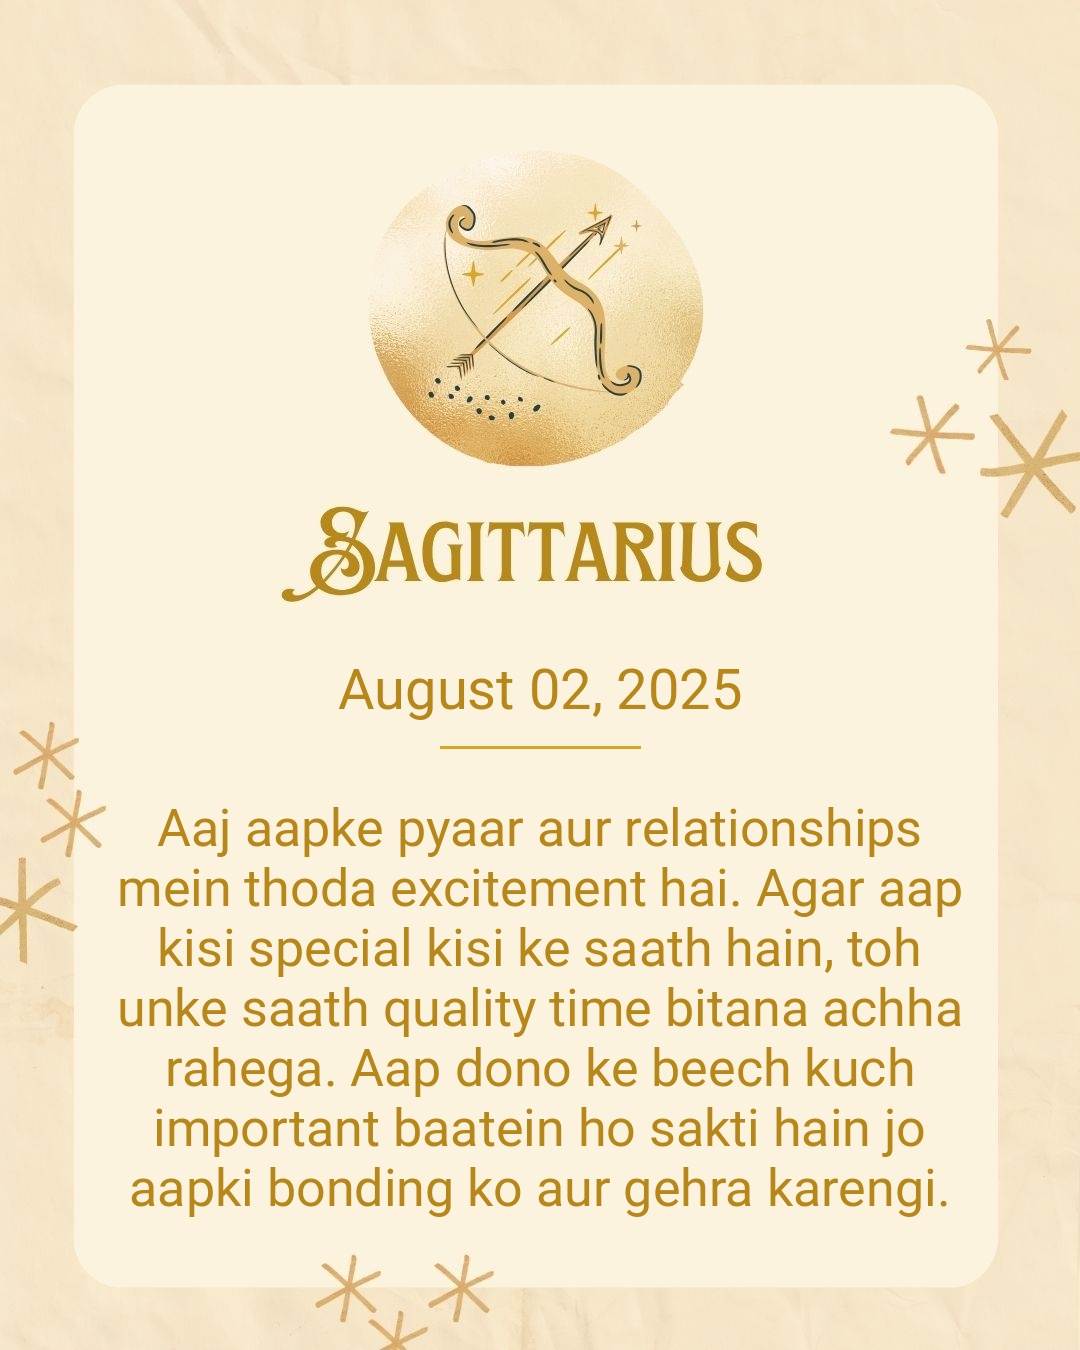 Sagittarius
August 02, 2025
Aaj aapke pyaar aur relationships
mein thoda excitement hai. Agar aap
kisi special kisi ke saath hain, toh
unke saath quality time bitana achha
rahega. Aap dono ke beech kuch
important baatein ho sakti hain jo
aapki bonding ko aur gehra karengi.